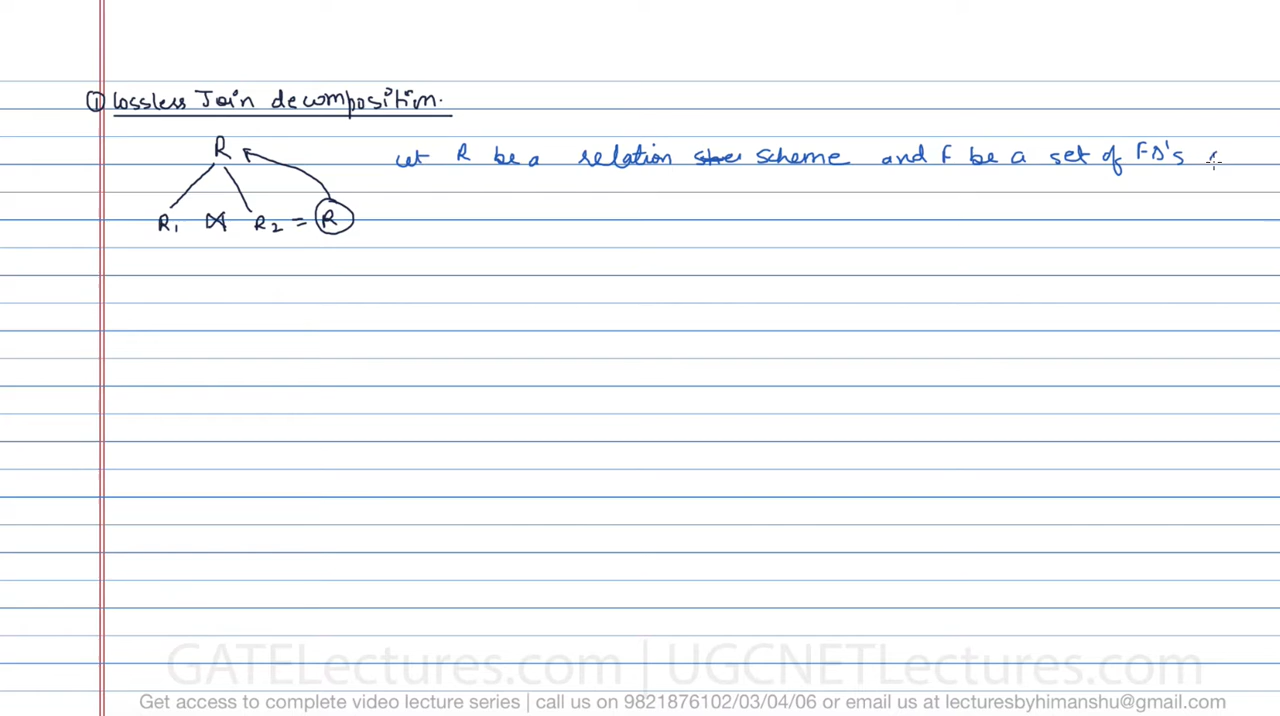 ① Lossless Join decomposition.
R
R₁ ⋈ R₂ = R
Let R be a relation scheme and F be a set of FD's
GATELectures.com | UGCNETLectures.com
Get access to complete video lecture series | call us on 9821876102/03/04/06 or email us at lecturesbyhimanshu@gmail.com